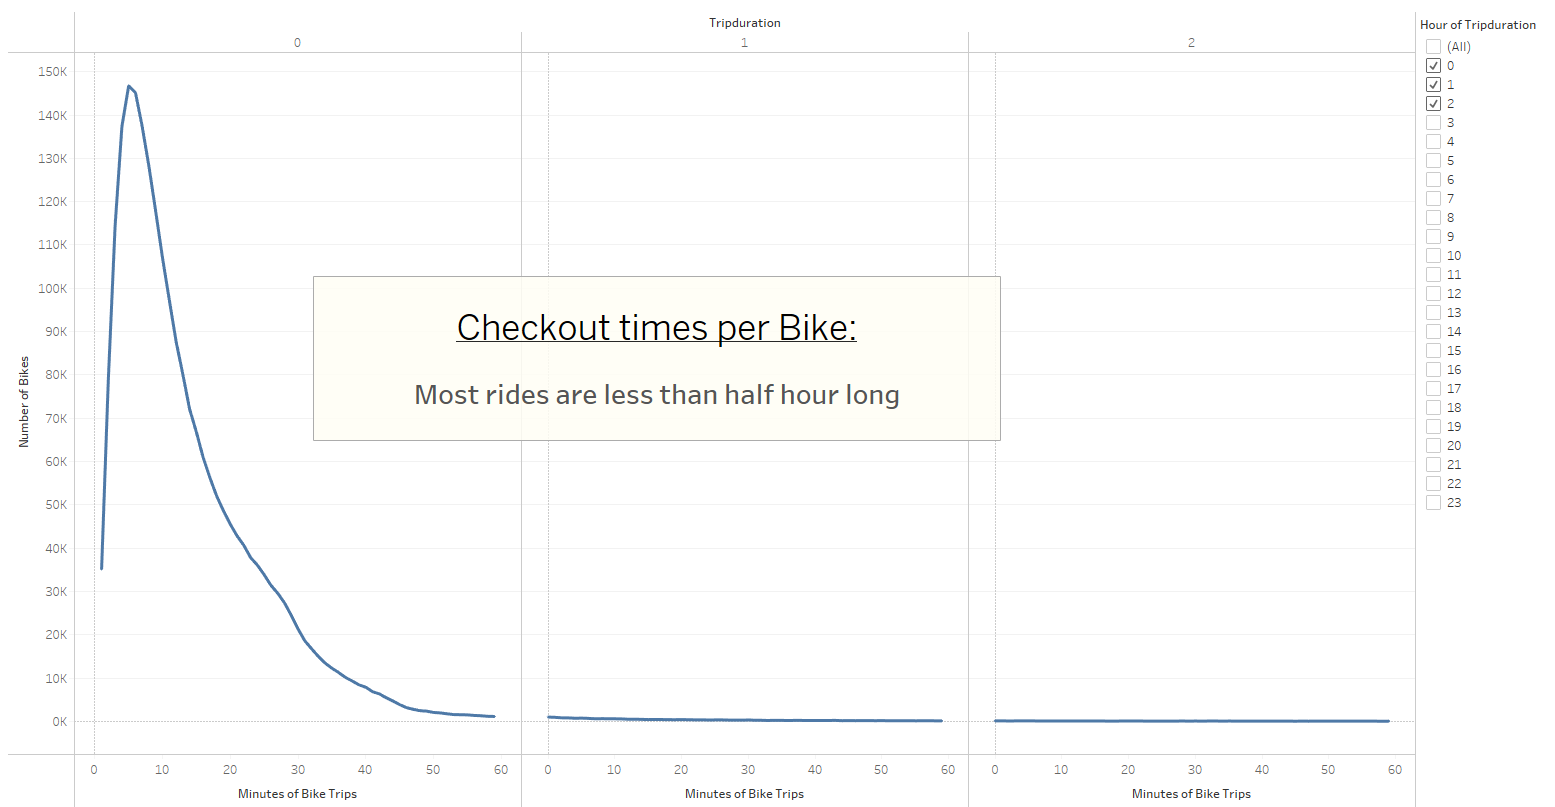 Tripduration
0 1 2
150K
140K
130K
120K
110K
100K
90K
80K
70K
60K
50K
40K
30K
20K
10K
0K
Number of Bikes
Checkout times per Bike:
Most rides are less than half hour long
0 10 20 30 40 50 60
0 10 20 30 40 50 60
0 10 20 30 40 50 60
Minutes of Bike Trips
Minutes of Bike Trips
Minutes of Bike Trips
Hour of Tripduration
(All)
0
1
2
3
4
5
6
7
8
9
10
11
12
13
14
15
16
17
18
19
20
21
22
23